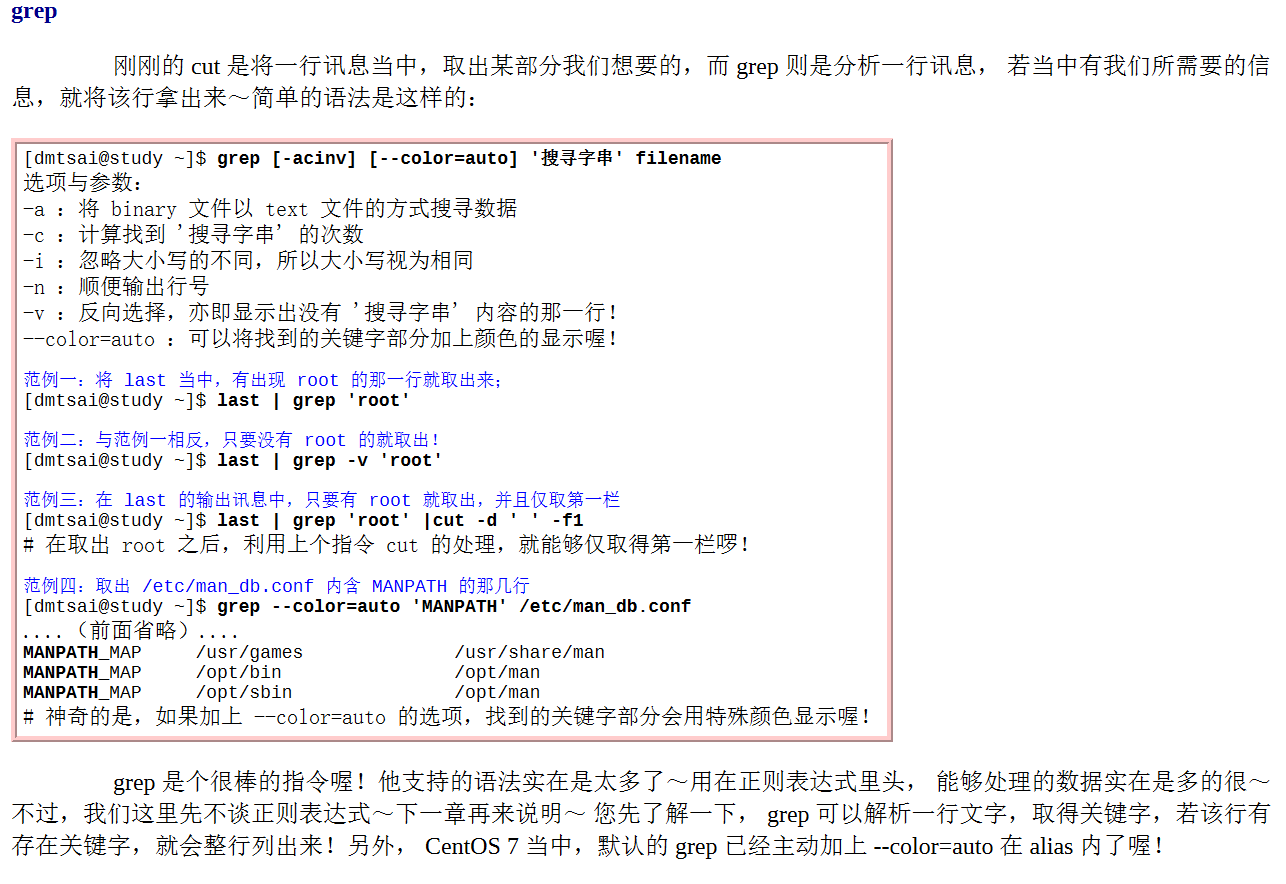 grep
刚刚的 cut 是将一行讯息当中，取出某部分我们想要的，而 grep 则是分析一行讯息， 若当中有我们所需要的信
息，就将该行拿出来～简单的语法是这样的：
[dmtsai@study ~]$ grep [-acinv] [--color=auto] '搜寻字串' filename
选项与参数：
-a ：将 binary 文件以 text 文件的方式搜寻数据
-c ：计算找到 '搜寻字串' 的次数
-i ：忽略大小写的不同，所以大小写视为相同
-n ：顺便输出行号
-v ：反向选择，亦即显示出没有 '搜寻字串' 内容的那一行！
--color=auto ：可以将找到的关键字部分加上颜色的显示喔！
范例一：将 last 当中，有出现 root 的那一行就取出来；
[dmtsai@study ~]$ last | grep 'root'
范例二：与范例一相反，只要没有 root 的就取出！
[dmtsai@study ~]$ last | grep -v 'root'
范例三：在 last 的输出讯息中，只要有 root 就取出，并且仅取第一栏
[dmtsai@study ~]$ last | grep 'root' |cut -d ' ' -f1
# 在取出 root 之后，利用上个指令 cut 的处理，就能够仅取得第一栏啰！
范例四：取出 /etc/man_db.conf 内含 MANPATH 的那几行
[dmtsai@study ~]$ grep --color=auto 'MANPATH' /etc/man_db.conf
....（前面省略）....
MANPATH_MAP     /usr/games              /usr/share/man
MANPATH_MAP     /opt/bin                /opt/man
MANPATH_MAP     /opt/sbin               /opt/man
# 神奇的是，如果加上 --color=auto 的选项，找到的关键字部分会用特殊颜色显示喔！
grep 是个很棒的指令喔！他支持的语法实在是太多了～用在正则表达式里头， 能够处理的数据实在是多的很～
不过，我们这里先不谈正则表达式～下一章再来说明～ 您先了解一下， grep 可以解析一行文字，取得关键字，若该行有
存在关键字，就会整行列出来！另外， CentOS 7 当中，默认的 grep 已经主动加上 --color=auto 在 alias 内了喔！